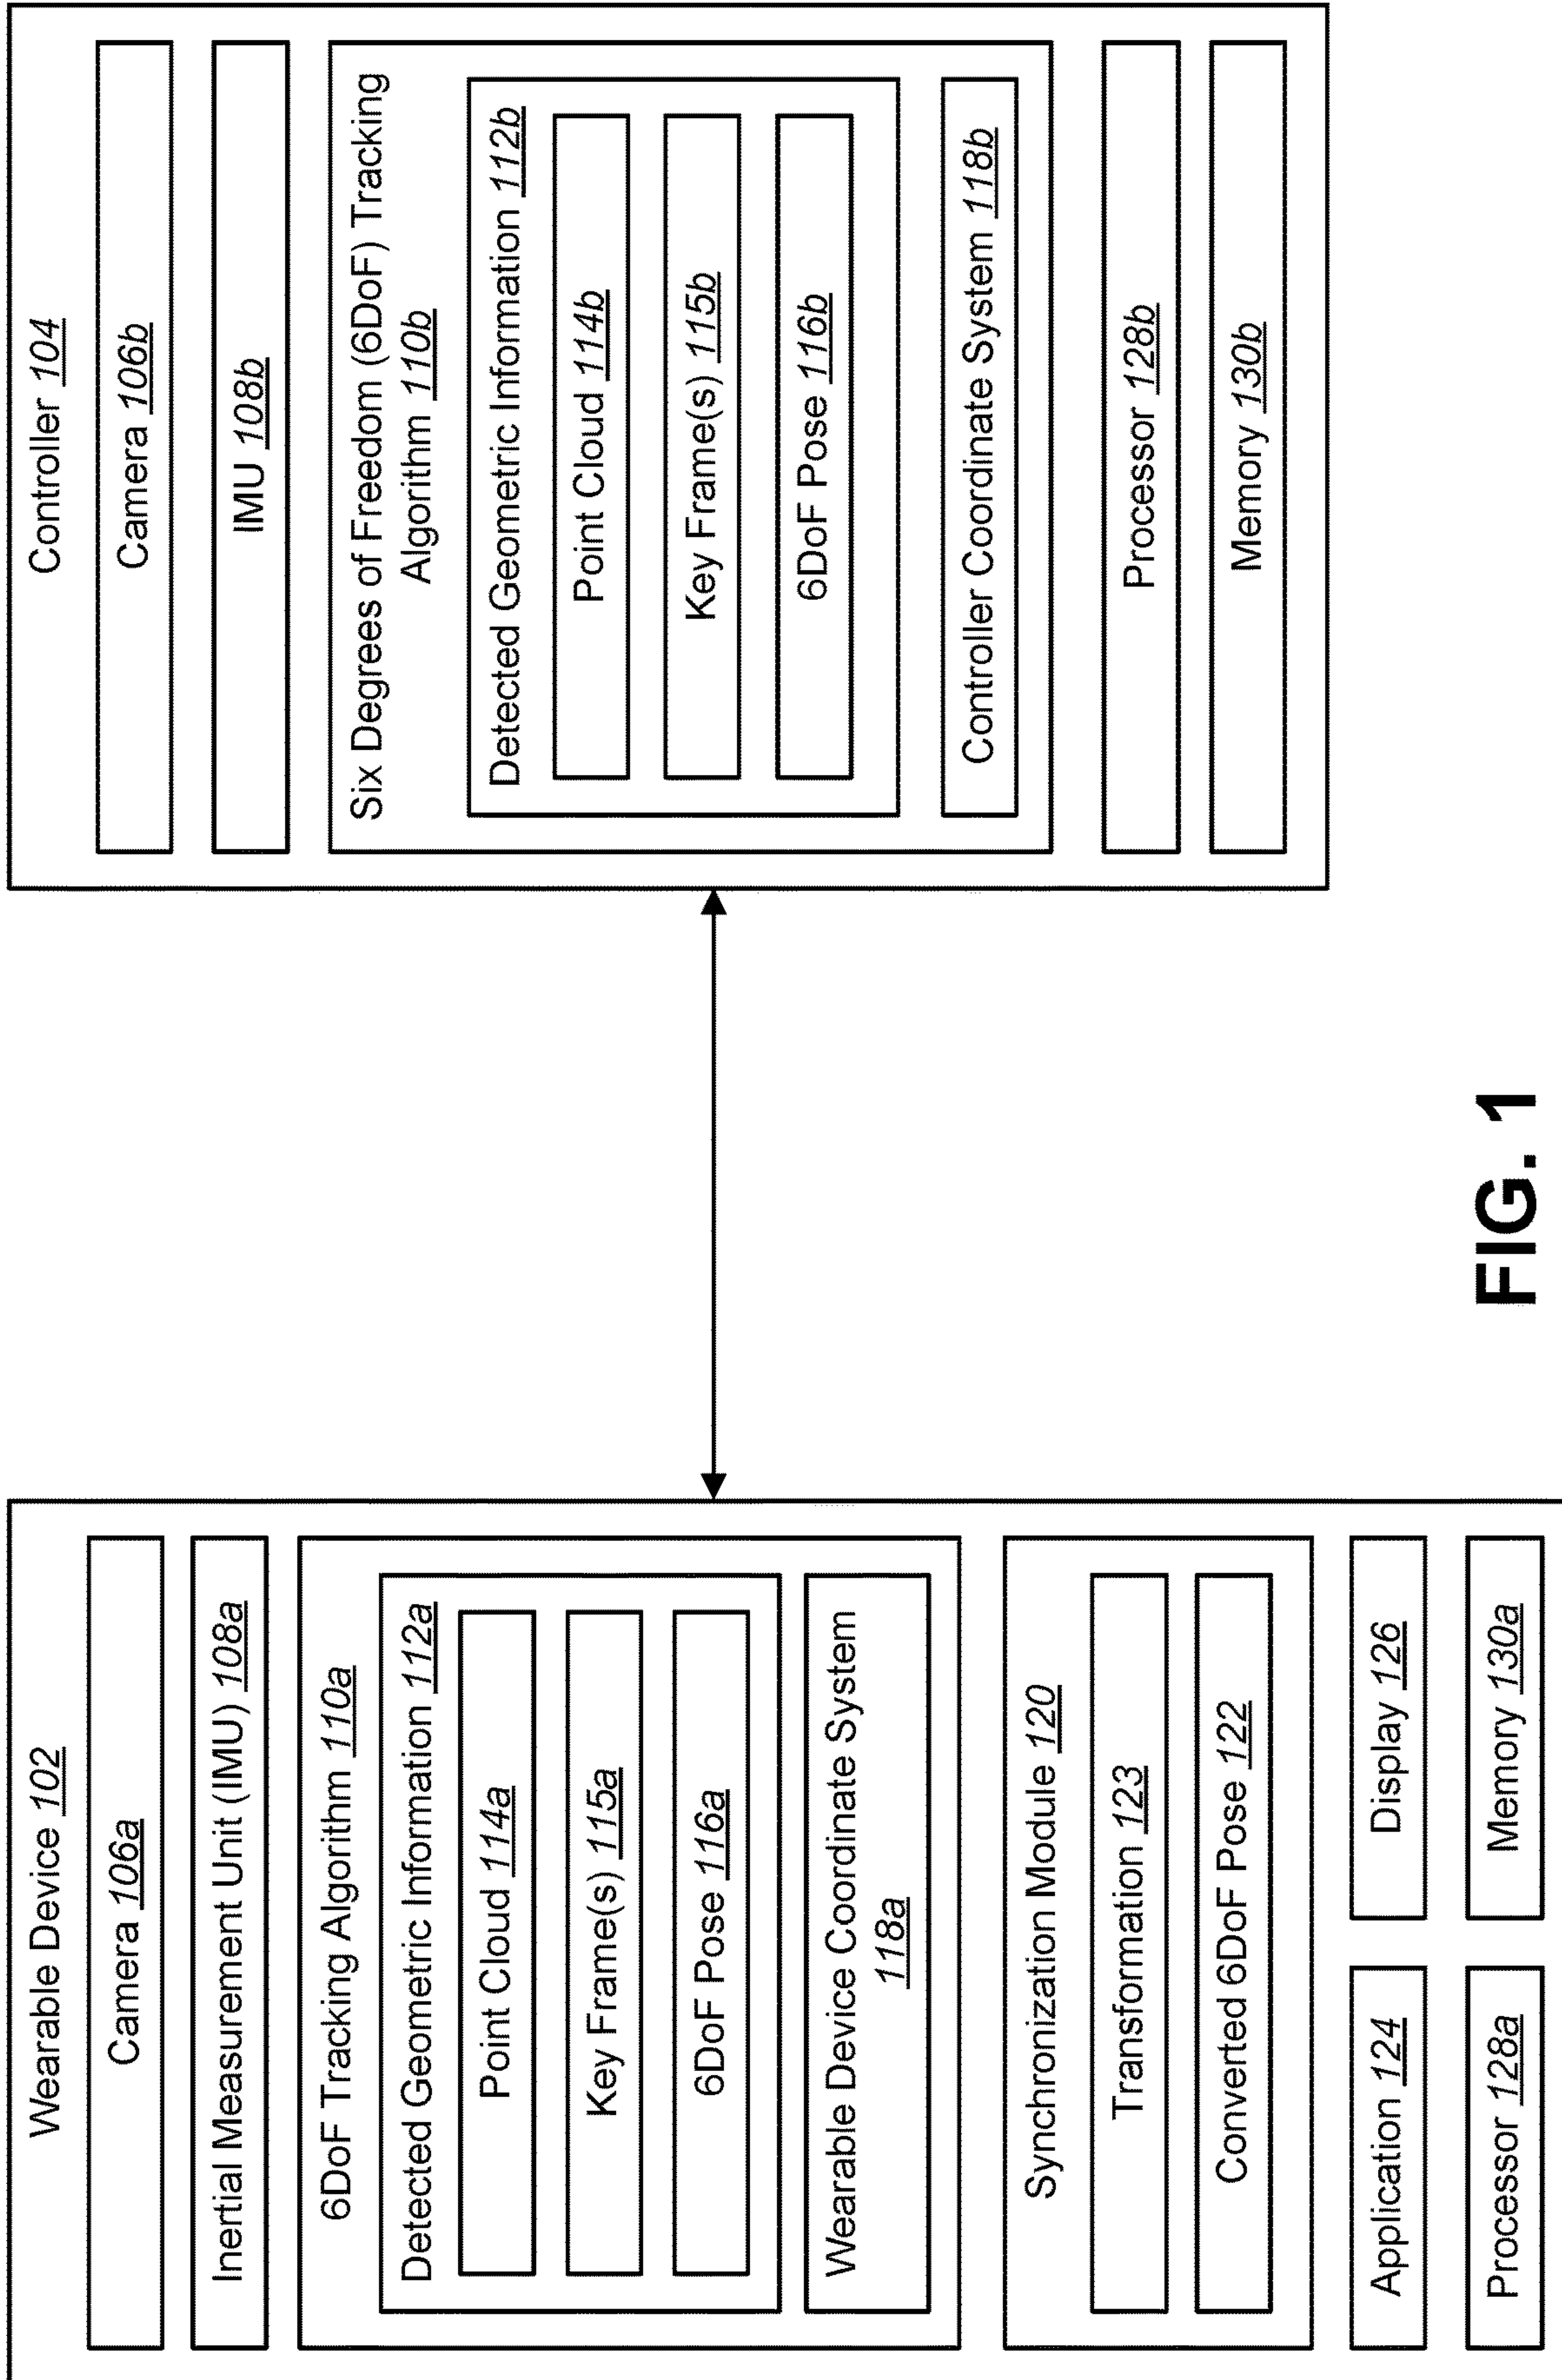 Wearable Device 102
Camera 106a
Inertial Measurement Unit (IMU) 108a
6DoF Tracking Algorithm 110a
Detected Geometric Information 112a
Point Cloud 114a
Key Frame(s) 115a
6DoF Pose 116a
Wearable Device Coordinate System
118a
Synchronization Module 120
Transformation 123
Converted 6DoF Pose 122
Application 124
Display 126
Processor 128a
Memory 130a
Controller 104
Camera 106b
IMU 108b
Six Degrees of Freedom (6DoF) Tracking
Algorithm 110b
Detected Geometric Information 112b
Point Cloud 114b
Key Frame(s) 115b
6DoF Pose 116b
Controller Coordinate System 118b
Processor 128b
Memory 130b
FIG. 1